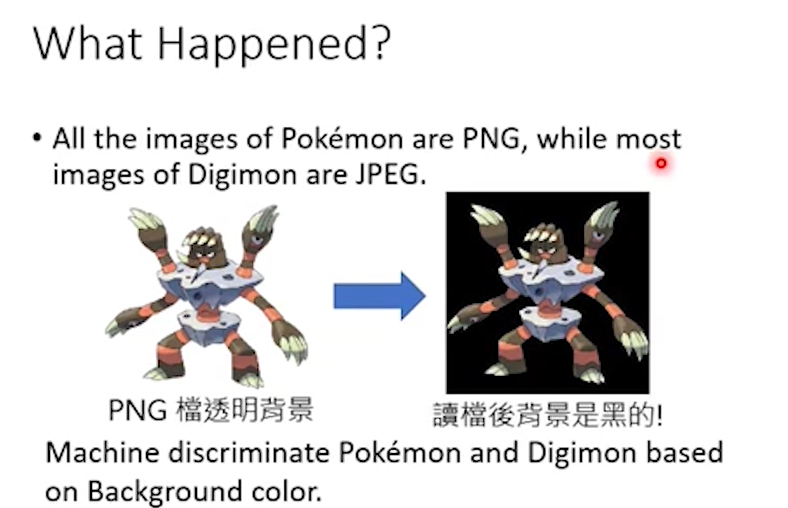 What Happened?
• All the images of Pokémon are PNG, while most
images of Digimon are JPEG.
PNG 檔透明背景
讀檔後背景是黑的!
Machine discriminate Pokémon and Digimon based
on Background color.